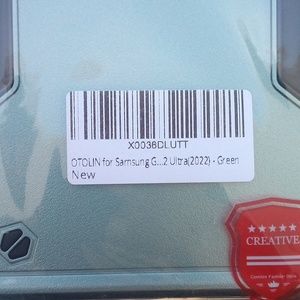 X0036DLUTT
OTOLIN for Samsung G...2 Ultra(2022) - Green
New
CREATIVE